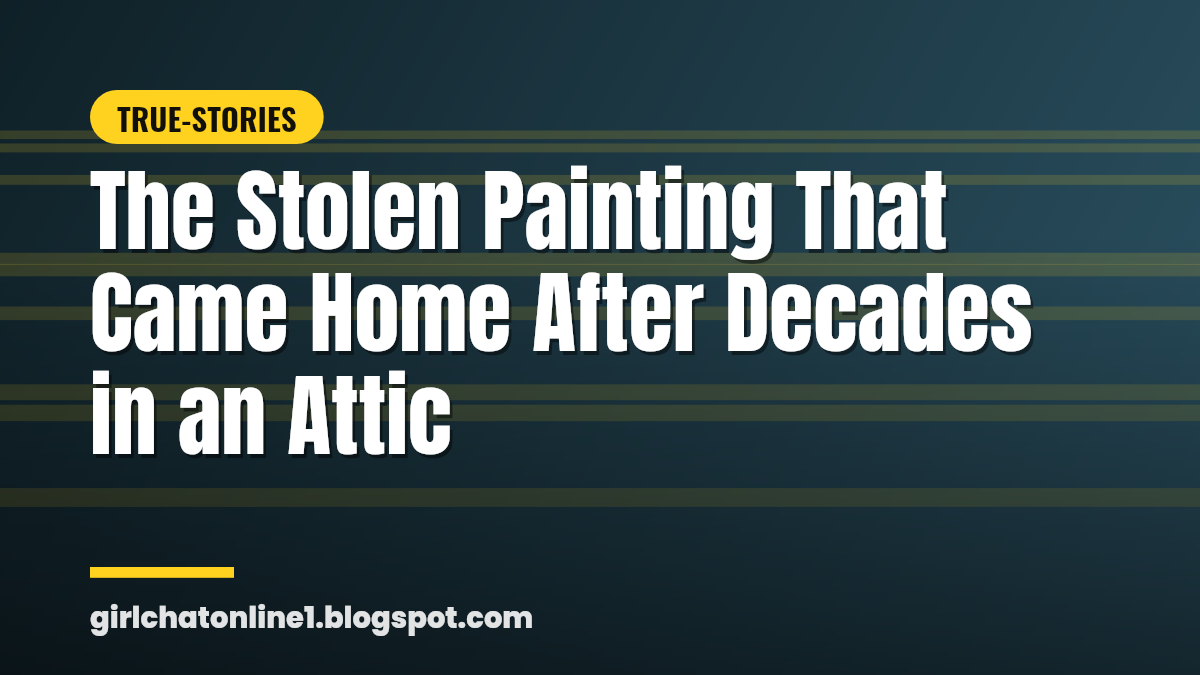 TRUE-STORIES
The Stolen Painting That
Came Home After Decades
in an Attic
girlchatonline1.blogspot.com